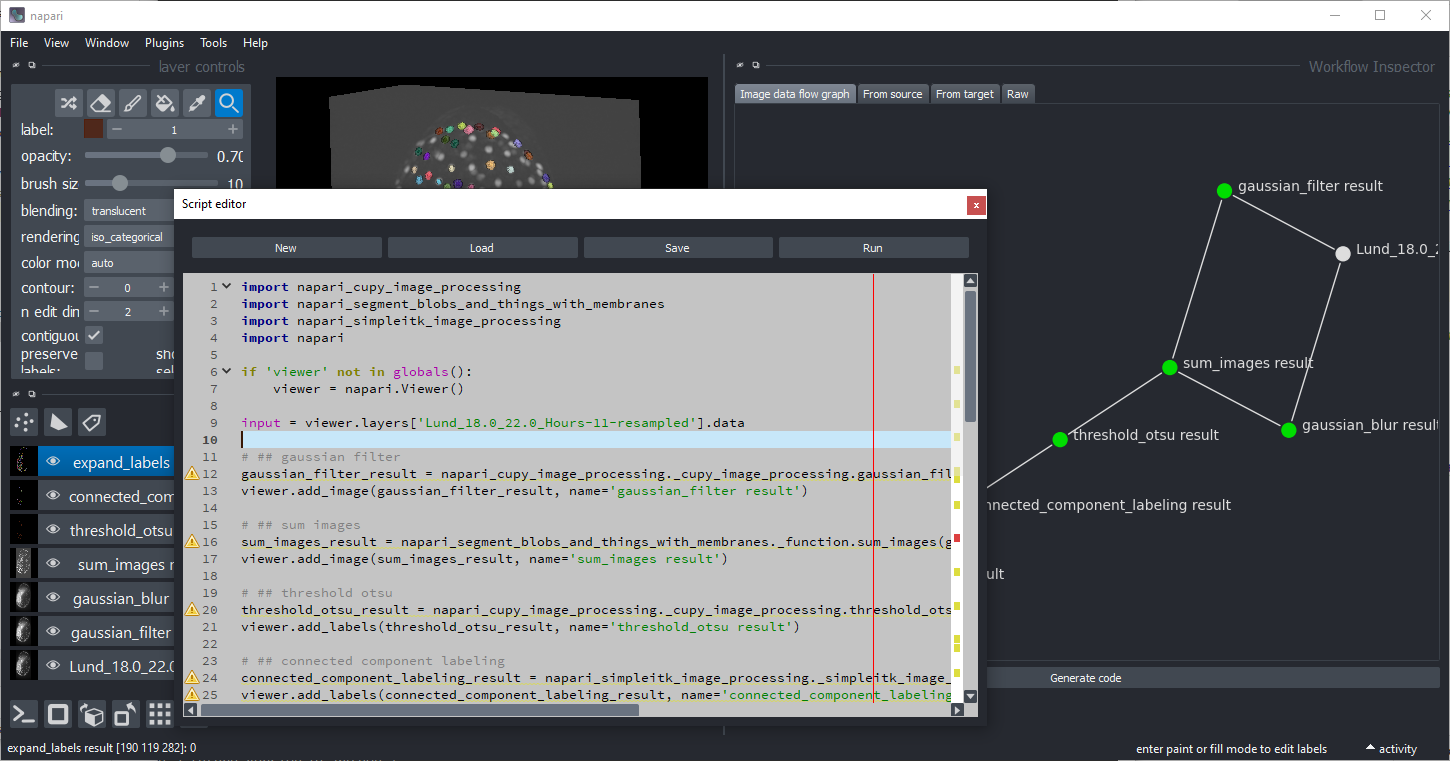 napari
File View Window Plugins Tools Help
layer controls
label:
1
opacity:
0.70
brush siz
10
blending:
translucent
rendering
iso_categorical
color mod
auto
contour:
0
n edit din
2
contiguou
preserve
labels:
sho
sel
expand_labels
connected_com
threshold_otsu
sum_images r
gaussian_blur
gaussian_filter
Lund_18.0_22.0
expand_labels result [190 119 282]: 0
Script editor
x
New Load Save Run
1 import napari_cupy_image_processing
2 import napari_segment_blobs_and_things_with_membranes
3 import napari_simpleitk_image_processing
4 import napari
5
6 if 'viewer' not in globals():
7 viewer = napari.Viewer()
8
9 input = viewer.layers['Lund_18.0_22.0_Hours-11-resampled'].data
10
11 # ## gaussian filter
12 gaussian_filter_result = napari_cupy_image_processing._cupy_image_processing.gaussian_fil
13 viewer.add_image(gaussian_filter_result, name='gaussian_filter result')
14
15 # ## sum images
16 sum_images_result = napari_segment_blobs_and_things_with_membranes._function.sum_images(g
17 viewer.add_image(sum_images_result, name='sum_images result')
18
19 # ## threshold otsu
20 threshold_otsu_result = napari_cupy_image_processing._cupy_image_processing.threshold_ots
21 viewer.add_labels(threshold_otsu_result, name='threshold_otsu result')
22
23 # ## connected component labeling
24 connected_component_labeling_result = napari_simpleitk_image_processing._simpleitk_image_
25 viewer.add_labels(connected_component_labeling_result, name='connected_component_labeling
Workflow Inspector
Image data flow graph From source From target Raw
gaussian_filter result
Lund_18.0_2
sum_images result
gaussian_blur result
threshold_otsu result
nnected_component_labeling result
ult
Generate code
enter paint or fill mode to edit labels
activity